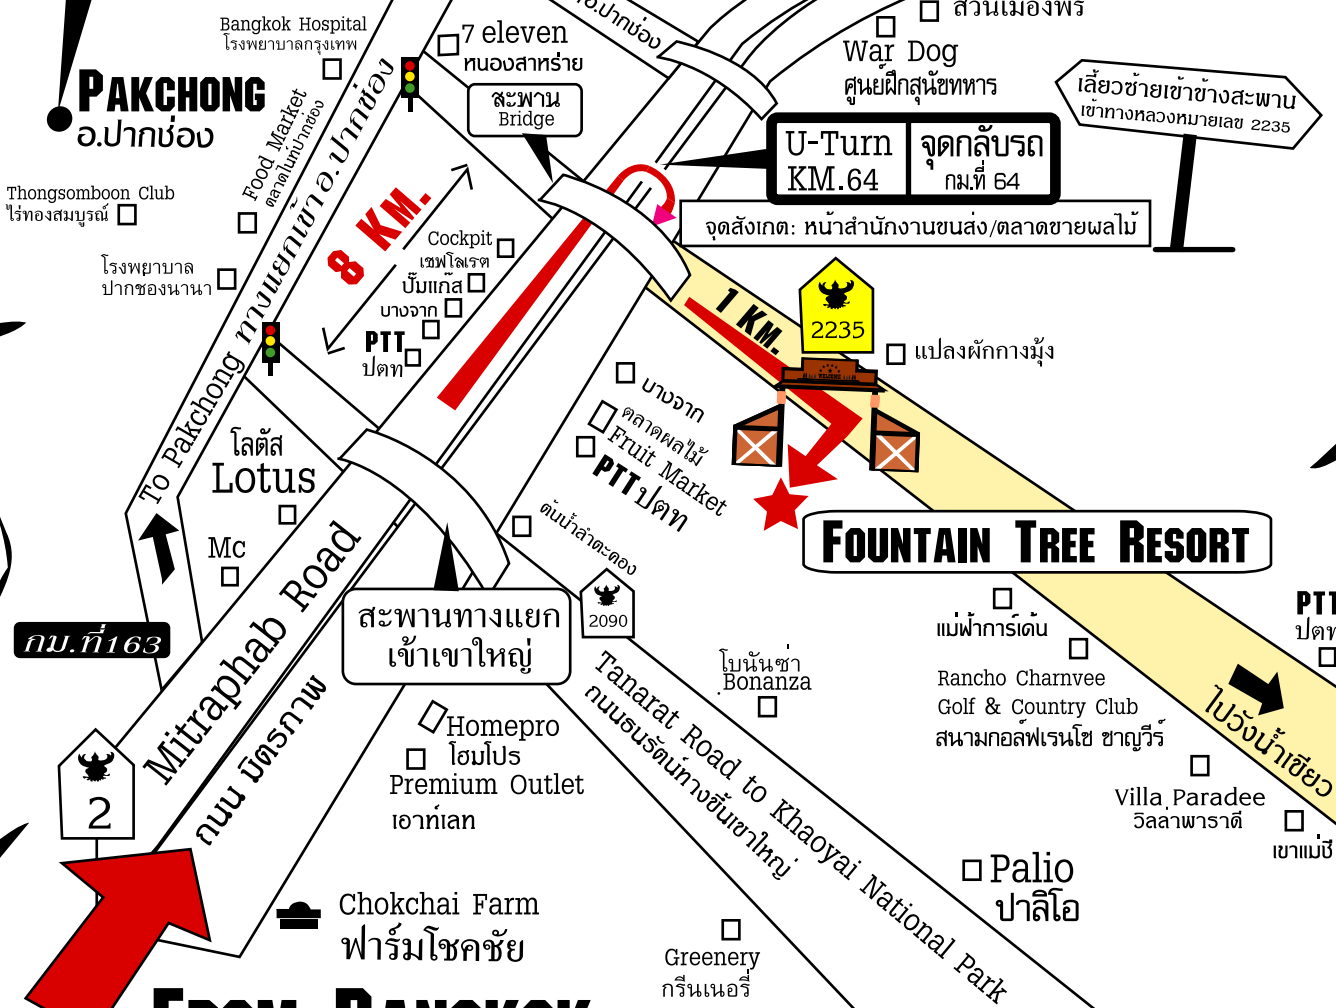 Bangkok Hospital
โรงพยาบาลกรุงเทพ
PAKCHONG
อ.ปากช่อง
Food Market
ตลาดไนท์ปากช่อง
Thongsomboon Club
ไร่ทองสมบูรณ์
โรงพยาบาล
ปากชองนานา
To Pakchong ทางแยกเข้า อ.ปากช่อง
7 eleven
หนองสาหร่าย
อ.ปากช่อง
สะพาน
Bridge
War Dog
ศูนย์ฝึกสุนัขทหาร
สวนเมืองพร
เลี้ยวซ้ายเข้าข้างสะพาน
เข้าทางหลวงหมายเลข 2235
U-Turn
KM.64
จุดกลับรถ
กม.ที่ 64
จุดสังเกต: หน้าสำนักงานขนส่ง/ตลาดขายผลไม้
8 KM.
Cockpit
เชฟโลเรต
ปั๊มแก๊ส
บางจาก
PTT
ปตท
1 KM.
2235
WELCOME
แปลงผักกางมุ้ง
บางจาก
ตลาดผลไม้
Fruit Market
PTT ปตท
โลตัส
Lotus
Mc
ต้นน้ำลำตะคอง
FOUNTAIN TREE RESORT
กม.ที่163
Mitraphab Road
ถนน มิตรภาพ
สะพานทางแยก
เข้าเขาใหญ่
2090
2
แม่ฟ้าการ์เด้น
PTT
ปตท
โบนันซ่า
Bonanza
Rancho Charnvee
Golf & Country Club
สนามกอล์ฟเรนโช ชาญวีร์
ไปวังน้ำเขียว
Homepro
โฮมโปร
Premium Outlet
เอาท์เลท
Tanarat Road to Khaoyai National Park
ถนนธนรัตน์ทางขึ้นเขาใหญ่
Villa Paradee
วิลล่าพาราดี
เขาแม่ชี
Palio
ปาลิโอ
Chokchai Farm
ฟาร์มโชคชัย
Greenery
กรีนเนอรี่
FROM BANGKOK